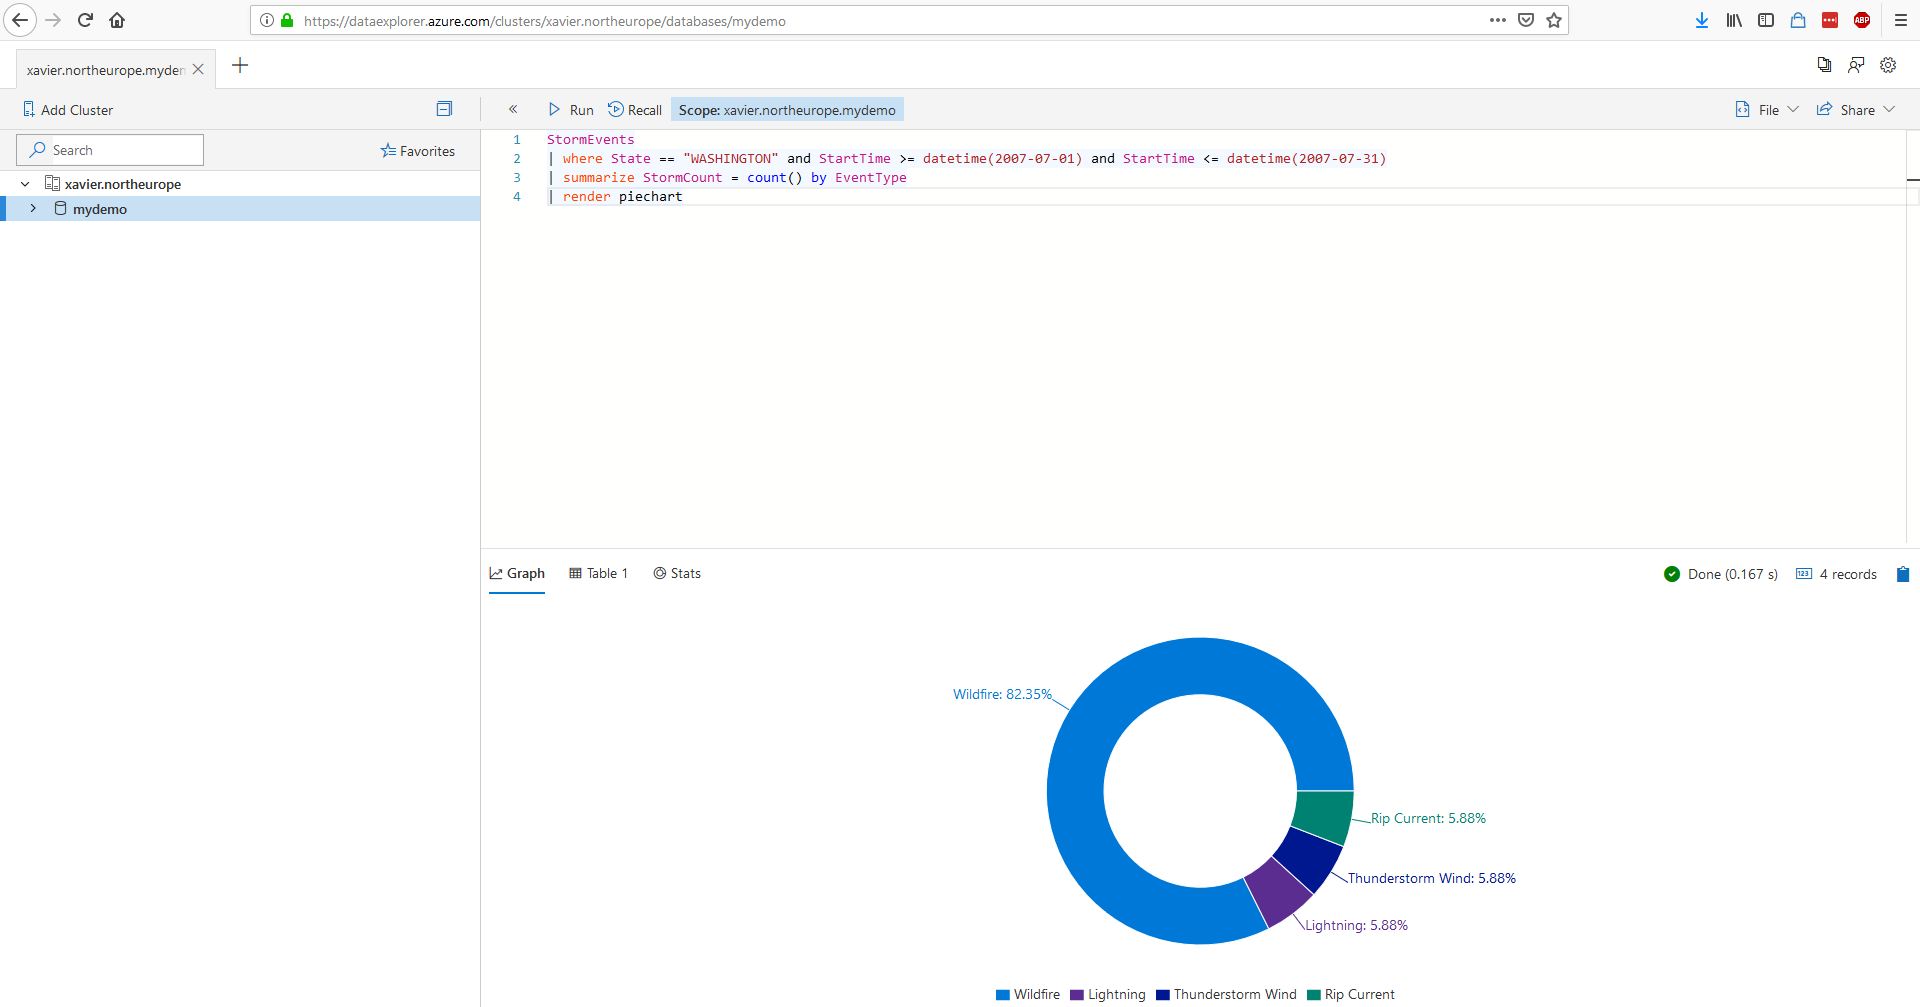 https://dataexplorer.azure.com/clusters/xavier.northeurope/databases/mydemo
ABP
xavier.northeurope.mydem
Add Cluster
Run Recall Scope: xavier.northeurope.mydemo File Share
Search Favorites
xavier.northeurope
mydemo
1 StormEvents
2 | where State == "WASHINGTON" and StartTime >= datetime(2007-07-01) and StartTime <= datetime(2007-07-31)
3 | summarize StormCount = count() by EventType
4 | render piechart
Graph Table 1 Stats Done (0.167 s) 123 4 records
Wildfire: 82.35%
Rip Current: 5.88%
Thunderstorm Wind: 5.88%
Lightning: 5.88%
Wildfire Lightning Thunderstorm Wind Rip Current